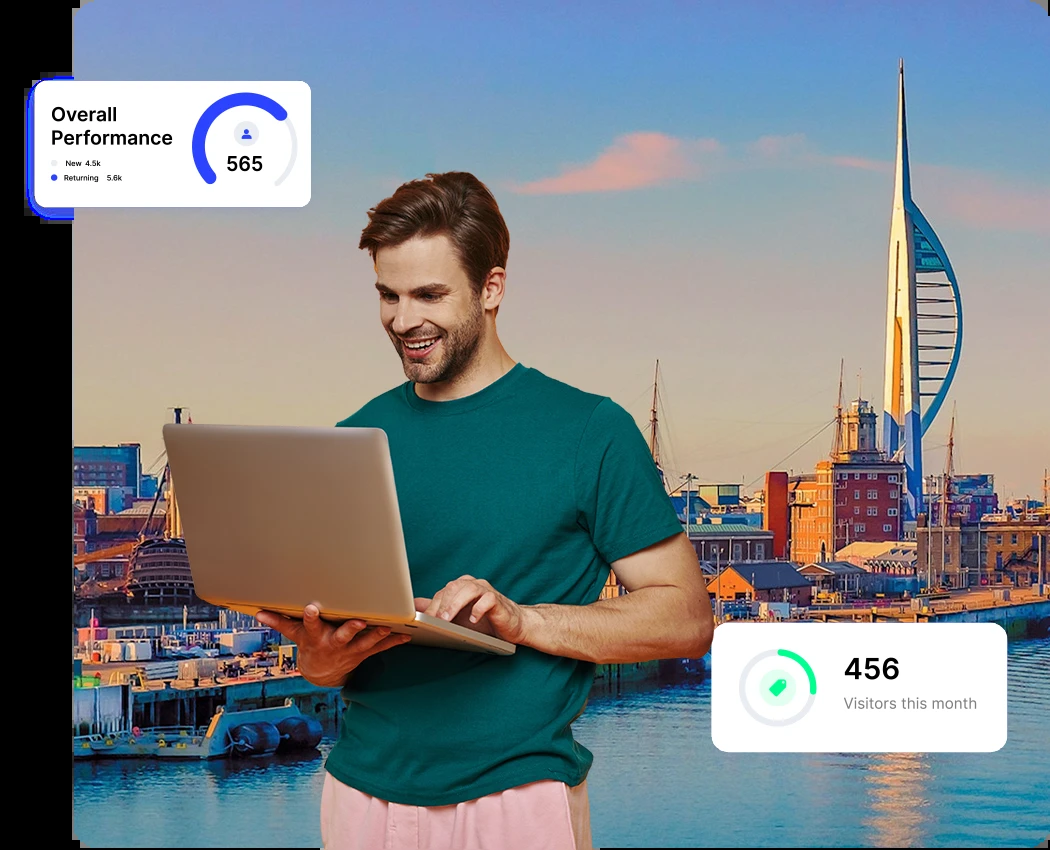 Overall
Performance
New 4.5k
Returning 5.6k
565
456
Visitors this month